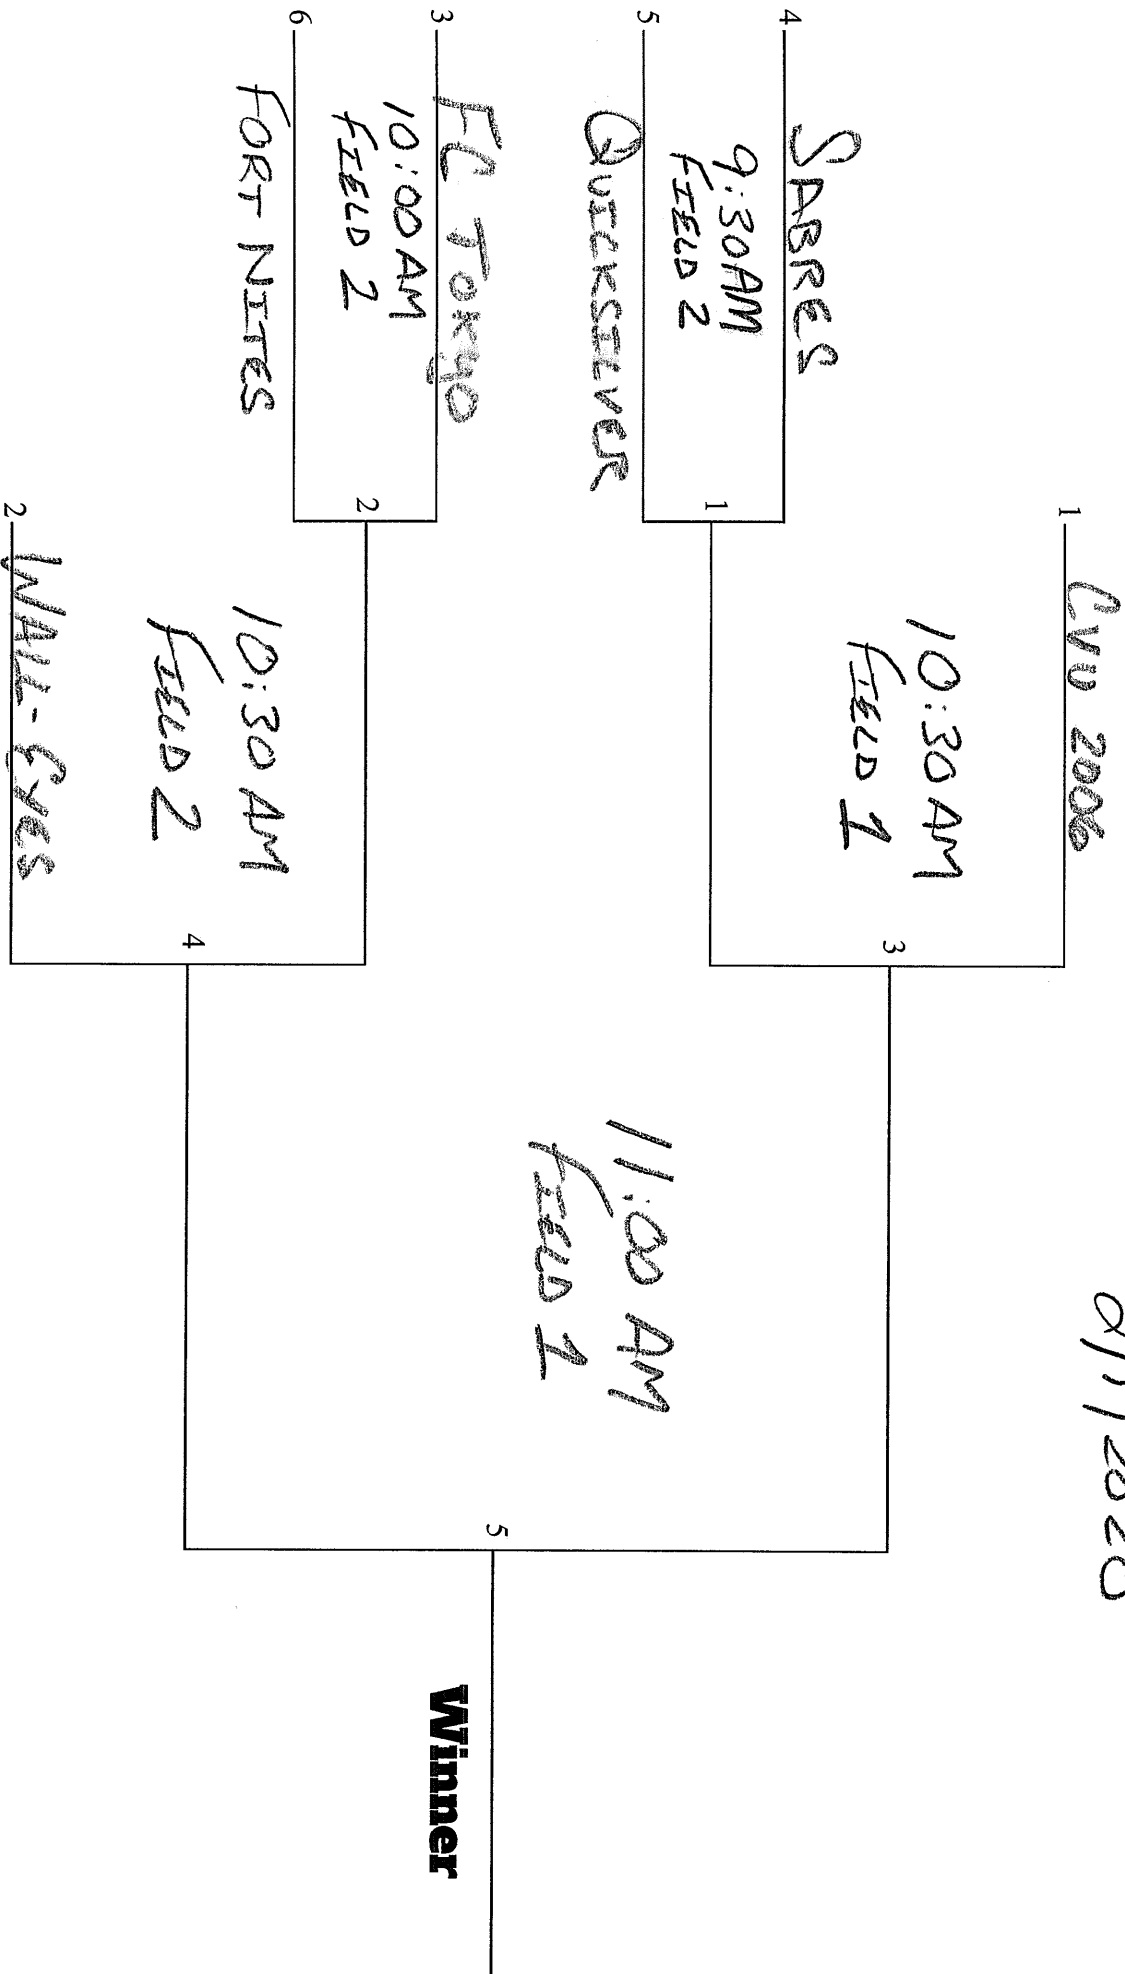 CVU 2006
1
10:30 AM
FIELD 1
3
SABRES
4
9:30AM
FIELD 2
1
QUICKSILVER
5
11:00 AM
FIELD 1
5
Winner
FC TOKYO
3
10:00 AM
FIELD 2
2
FORT NITES
6
10:30 AM
FIELD 2
4
WALL-EYES
2